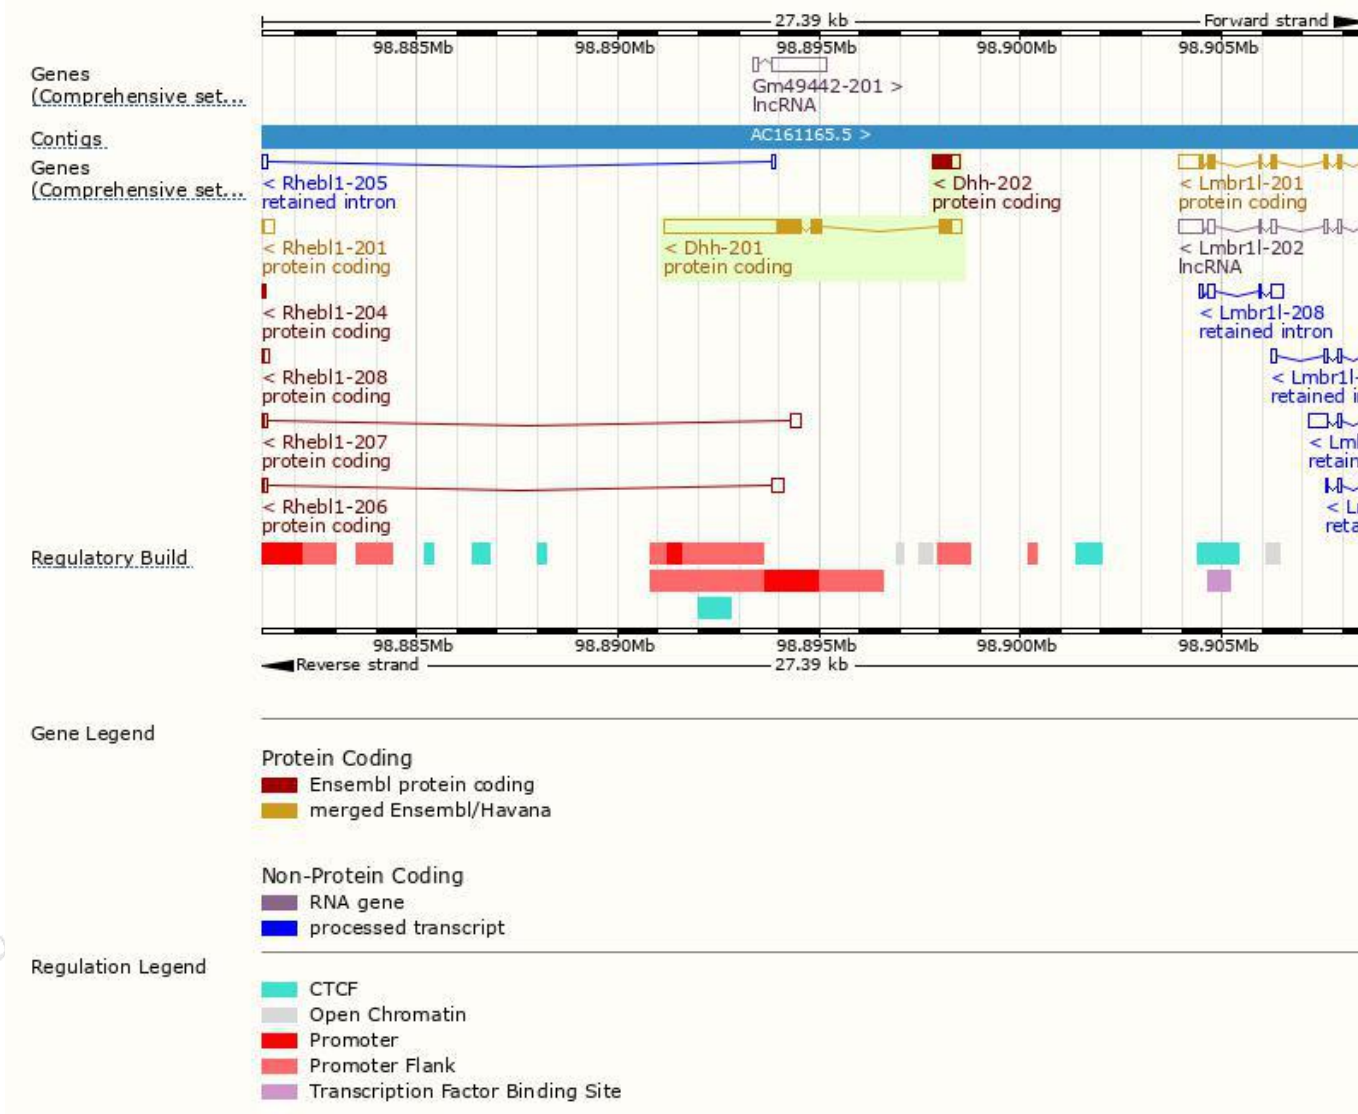 27.39 kb Forward strand
98.885Mb 98.890Mb 98.895Mb 98.900Mb 98.905Mb
Genes
(Comprehensive set...
Gm49442-201 >
lncRNA
Contigs
AC161165.5 >
Genes
(Comprehensive set...
< Rhebl1-205 < Dhh-202 < Lmbr1l-201
retained intron protein coding protein coding
< Rhebl1-201 < Dhh-201 < Lmbr1l-202
protein coding protein coding lncRNA
< Rhebl1-204 < Lmbr1l-208
protein coding retained intron
< Rhebl1-208 < Lmbr1l-
protein coding retained i
< Rhebl1-207 < Lm
protein coding retain
< Rhebl1-206 < L
protein coding reta
Regulatory Build
98.885Mb 98.890Mb 98.895Mb 98.900Mb 98.905Mb
Reverse strand 27.39 kb
Gene Legend
Protein Coding
Ensembl protein coding
merged Ensembl/Havana
Non-Protein Coding
RNA gene
processed transcript
Regulation Legend
CTCF
Open Chromatin
Promoter
Promoter Flank
Transcription Factor Binding Site